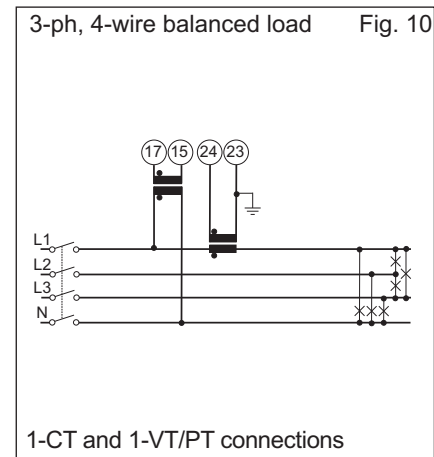 3-ph, 4-wire balanced load Fig. 10
17 15 24 23
L1
L2
L3
N
1-CT and 1-VT/PT connections